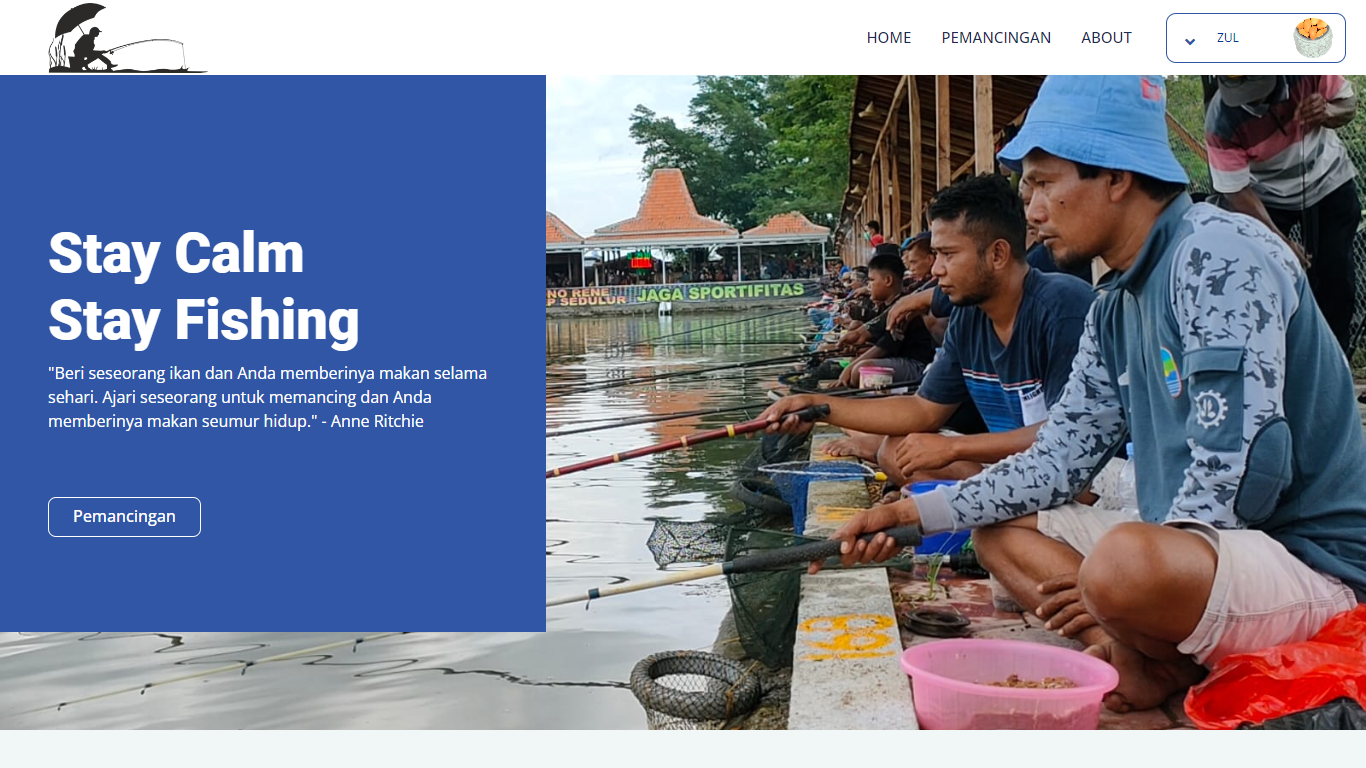 HOME PEMANCINGAN ABOUT ZUL
Stay Calm
Stay Fishing
"Beri seseorang ikan dan Anda memberinya makan selama
sehari. Ajari seseorang untuk memancing dan Anda
memberinya makan seumur hidup." - Anne Ritchie
Pemancingan
NO RENE
P SEDULUR
JAGA SPORTIFITAS